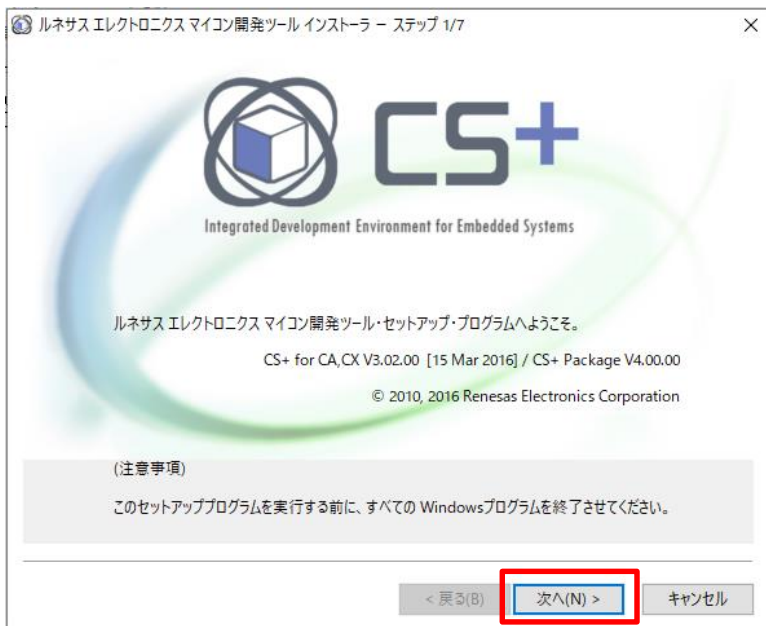 ルネサス エレクトロニクス マイコン開発ツール インストーラ － ステップ 1/7
CS+
Integrated Development Environment for Embedded Systems
ルネサス エレクトロニクス マイコン開発ツール・セットアップ・プログラムへようこそ。
CS+ for CA,CX V3.02.00 [15 Mar 2016] / CS+ Package V4.00.00
© 2010, 2016 Renesas Electronics Corporation
(注意事項)
このセットアッププログラムを実行する前に、すべての Windowsプログラムを終了させてください。
< 戻る(B)
次へ(N) >
キャンセル